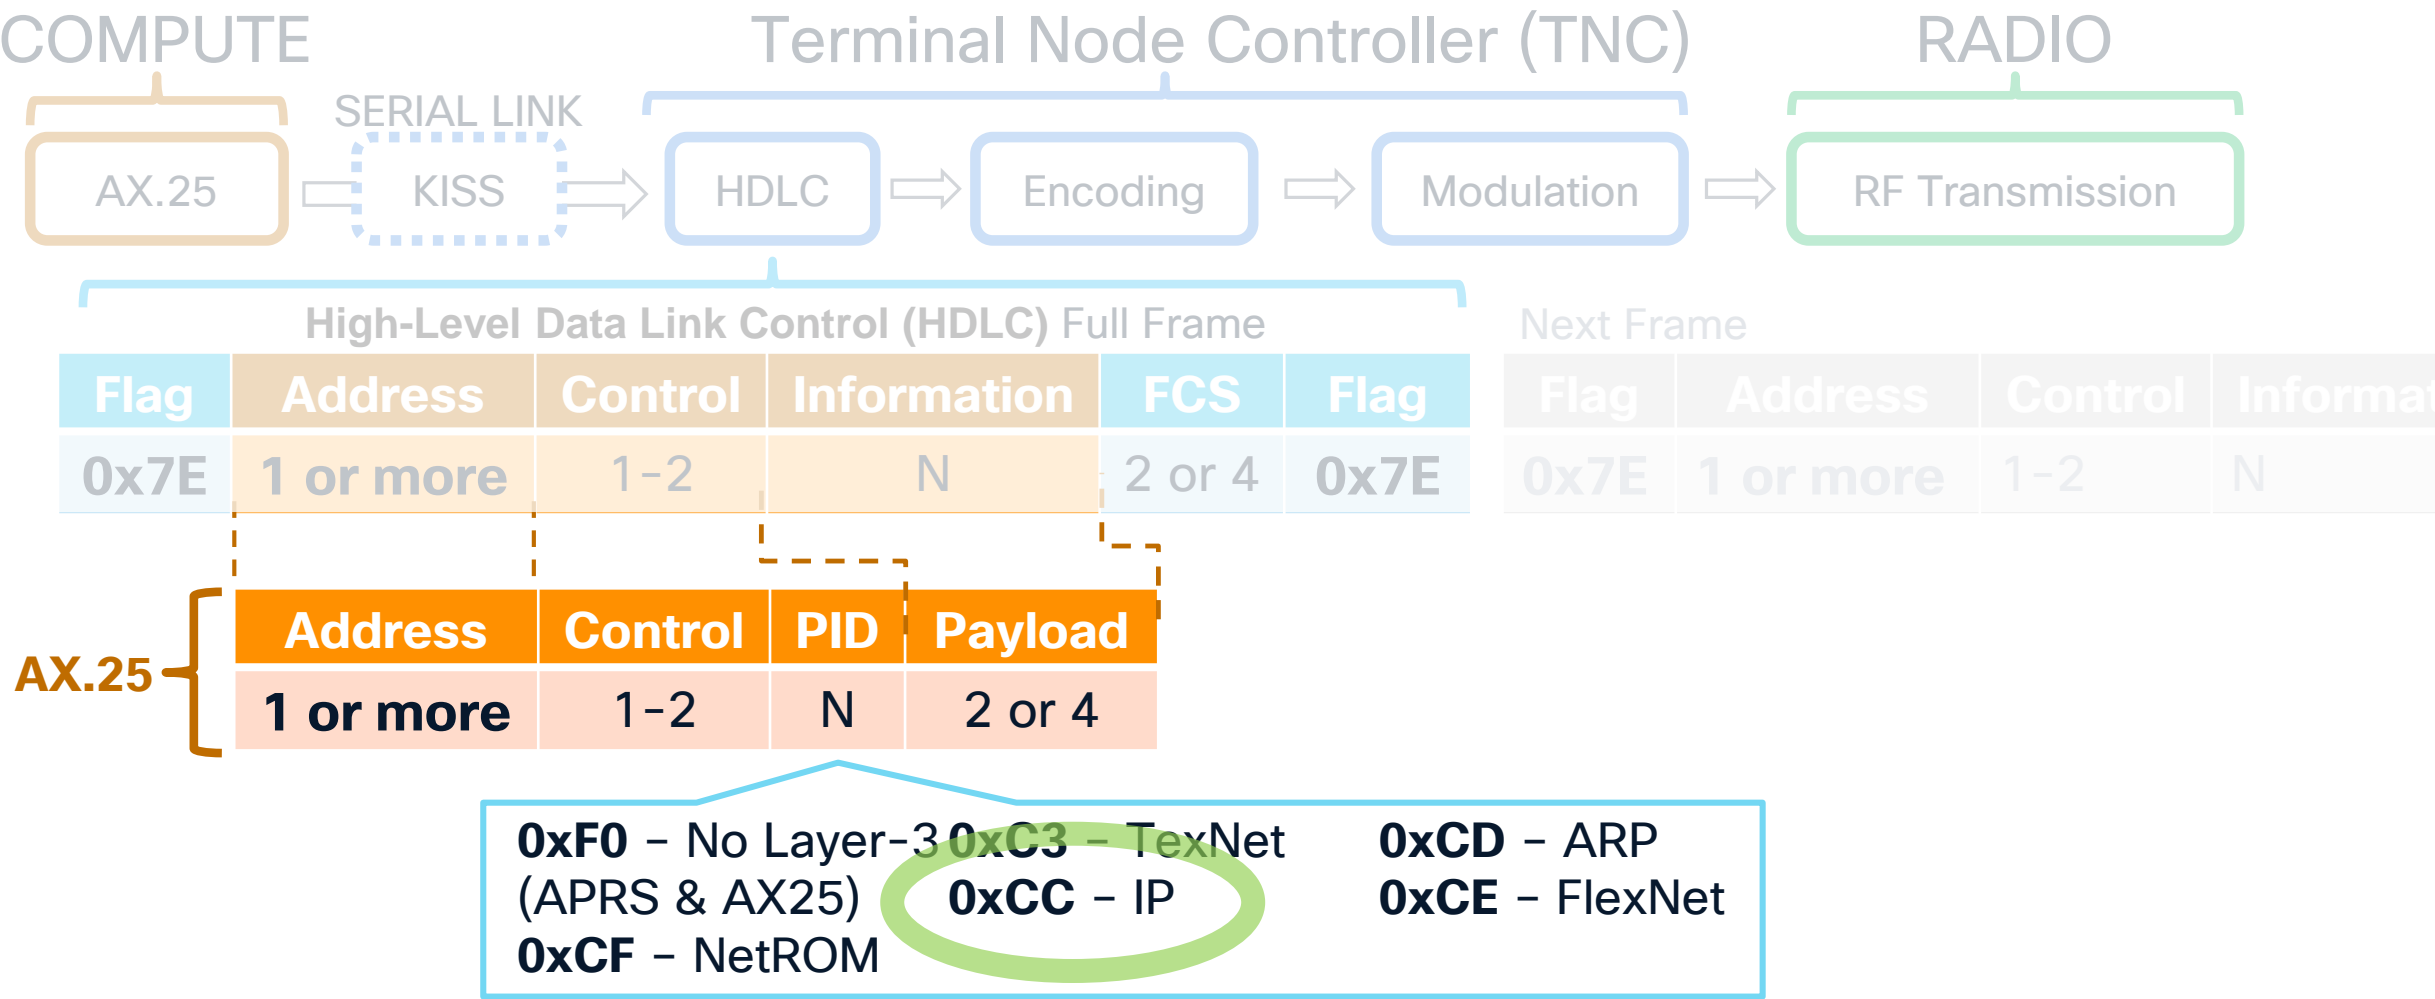 COMPUTE Terminal Node Controller (TNC) RADIO
SERIAL LINK
AX.25 KISS HDLC Encoding Modulation RF Transmission
High-Level Data Link Control (HDLC) Full Frame Next Frame
Flag Address Control Information FCS Flag Flag Address Control Informat
0x7E 1 or more 1-2 N 2 or 4 0x7E 0x7E 1 or more 1-2 N
Address Control PID Payload
AX.25
1 or more 1-2 N 2 or 4
0xF0 – No Layer-3 0xC3 – TexNet 0xCD – ARP
(APRS & AX25) 0xCC – IP 0xCE – FlexNet
0xCF – NetROM